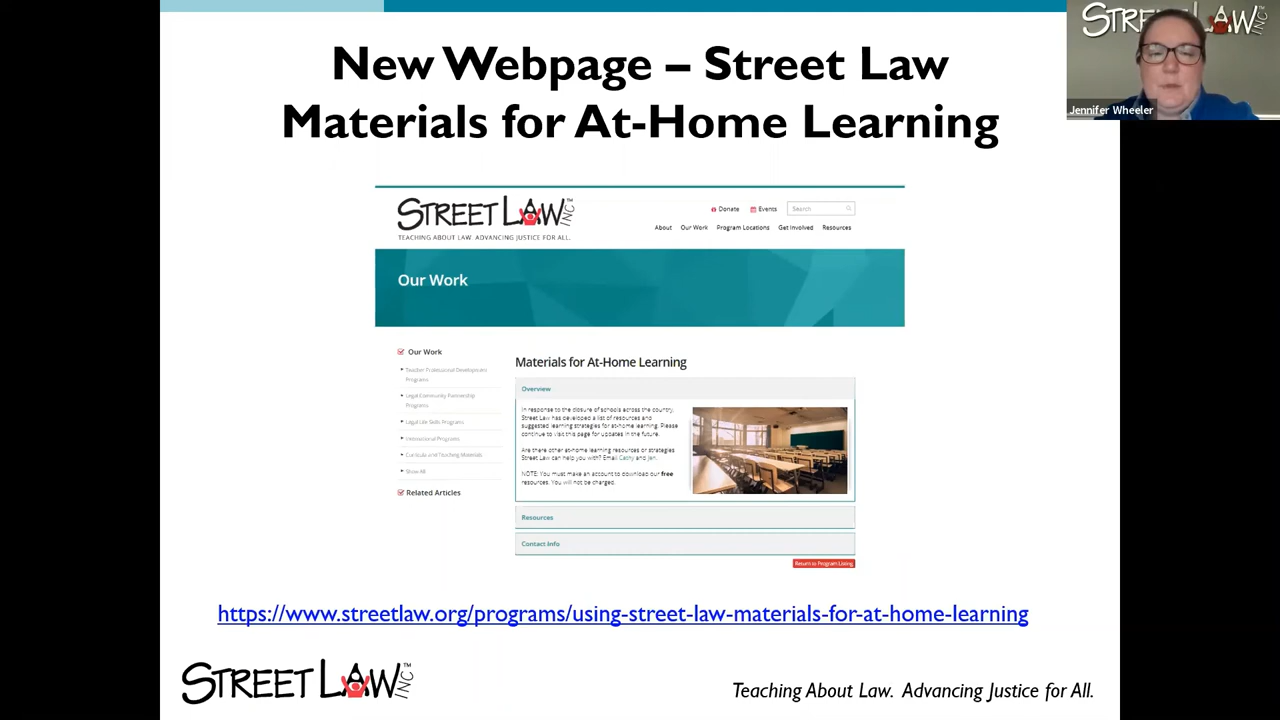 New Webpage – Street Law
Materials for At-Home Learning
STREET LAW INC™
Jennifer Wheeler
STREET LAW INC™
TEACHING ABOUT LAW. ADVANCING JUSTICE FOR ALL.
Donate
Events
Search
About
Our Work
Program Locations
Get Involved
Resources
Our Work
Our Work
Teacher Professional Development
Programs
Legal Community Partnership
Programs
Legal Life Skills Programs
International Programs
Curricula and Teaching Materials
Show All
Related Articles
Materials for At-Home Learning
Overview
In response to the closure of schools across the country,
Street Law has developed a list of resources and
suggested learning strategies for at-home learning. Please
continue to visit this page for updates in the future.
Are there other at-home learning resources or strategies
Street Law can help you with? Email Cathy and Jen.
NOTE: You must make an account to download our free
resources. You will not be charged.
Resources
Contact Info
Return to Program Listing
https://www.streetlaw.org/programs/using-street-law-materials-for-at-home-learning
STREET LAW INC™
Teaching About Law. Advancing Justice for All.